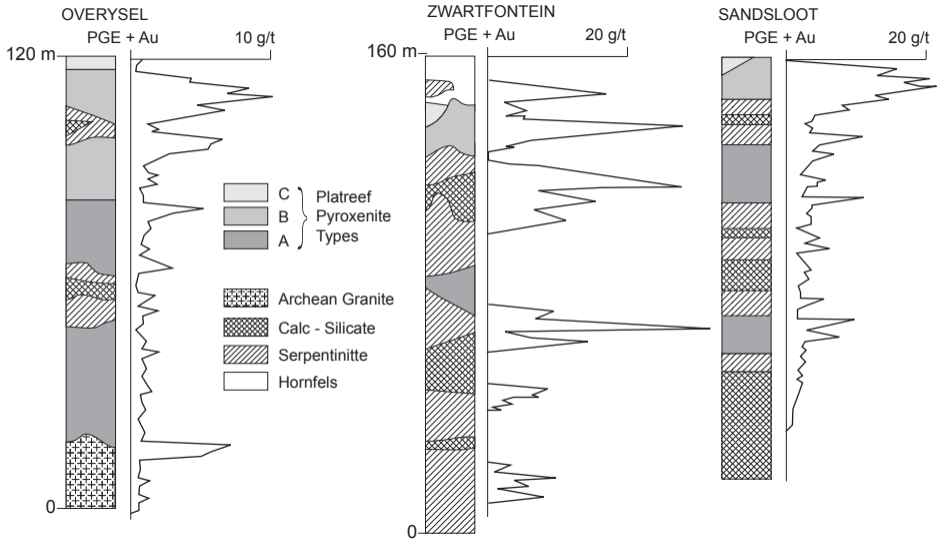 OVERYSEL
PGE + Au 10 g/t
120 m
0
ZWARTFONTEIN
PGE + Au 20 g/t
160 m
0
SANDSLOOT
PGE + Au 20 g/t
C
B
A
Platreef
Pyroxenite
Types
Archean Granite
Calc - Silicate
Serpentinitte
Hornfels